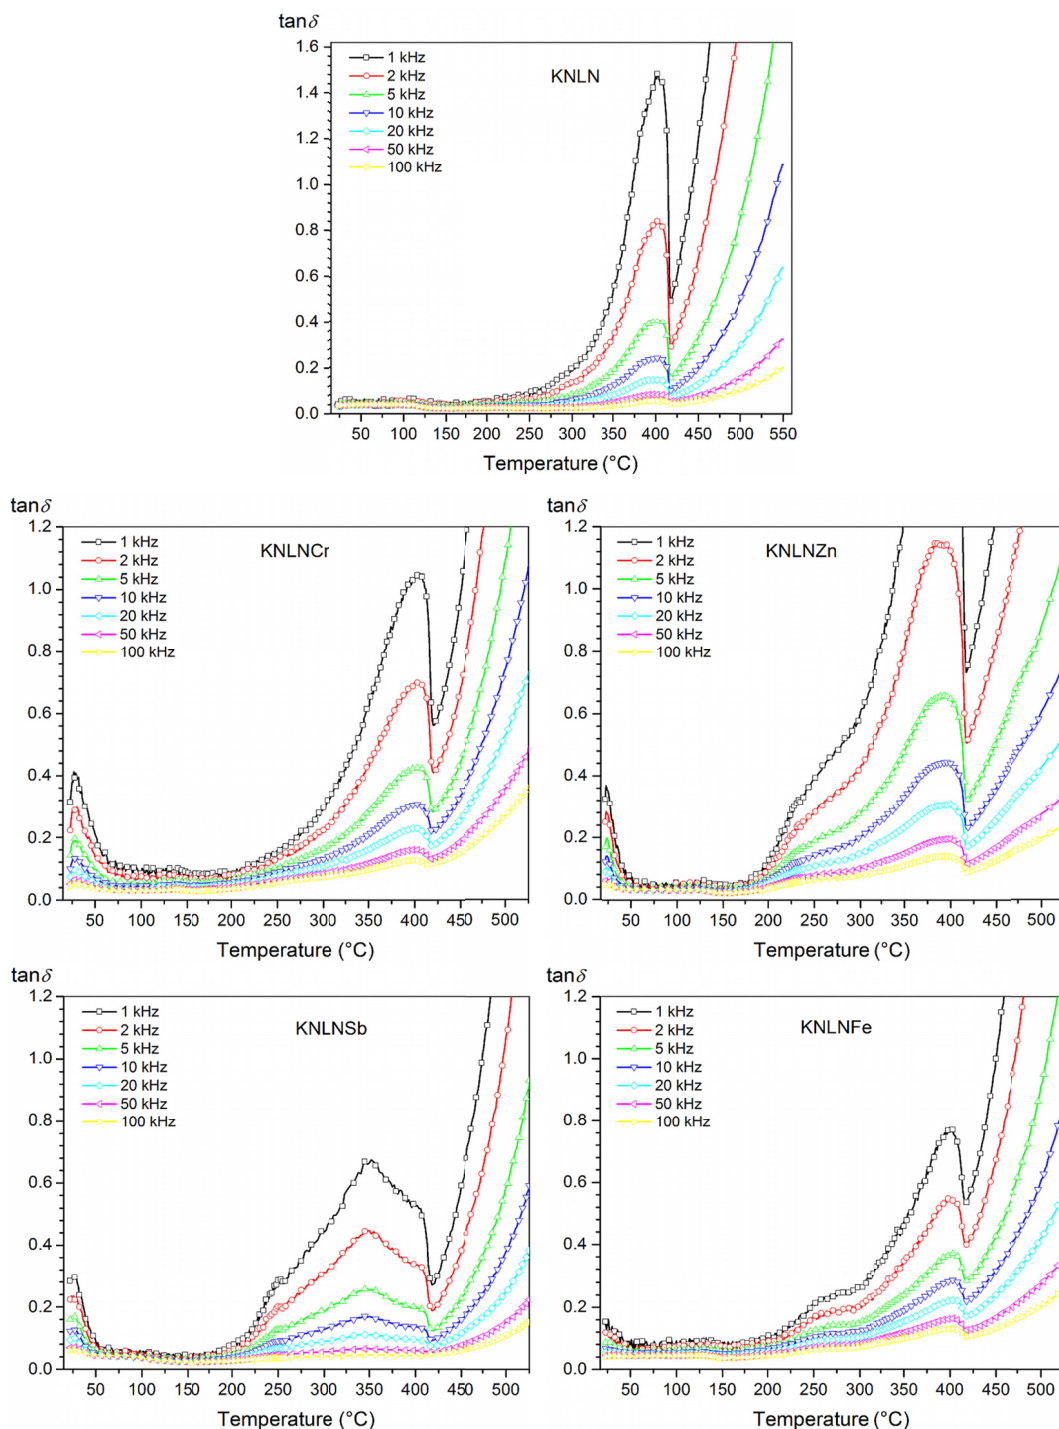 tanδ
1.6
1.4
1.2
1.0
0.8
0.6
0.4
0.2
0.0
1 kHz
2 kHz
5 kHz
10 kHz
20 kHz
50 kHz
100 kHz
KNLN
50 100 150 200 250 300 350 400 450 500 550
Temperature (°C)
tanδ
1.2
1.0
0.8
0.6
0.4
0.2
0.0
1 kHz
2 kHz
5 kHz
10 kHz
20 kHz
50 kHz
100 kHz
KNLNCr
50 100 150 200 250 300 350 400 450 500
Temperature (°C)
tanδ
1.2
1.0
0.8
0.6
0.4
0.2
0.0
1 kHz
2 kHz
5 kHz
10 kHz
20 kHz
50 kHz
100 kHz
KNLNZn
50 100 150 200 250 300 350 400 450 500
Temperature (°C)
tanδ
1.2
1.0
0.8
0.6
0.4
0.2
0.0
1 kHz
2 kHz
5 kHz
10 kHz
20 kHz
50 kHz
100 kHz
KNLNSb
50 100 150 200 250 300 350 400 450 500
Temperature (°C)
tanδ
1.2
1.0
0.8
0.6
0.4
0.2
0.0
1 kHz
2 kHz
5 kHz
10 kHz
20 kHz
50 kHz
100 kHz
KNLNFe
50 100 150 200 250 300 350 400 450 500
Temperature (°C)